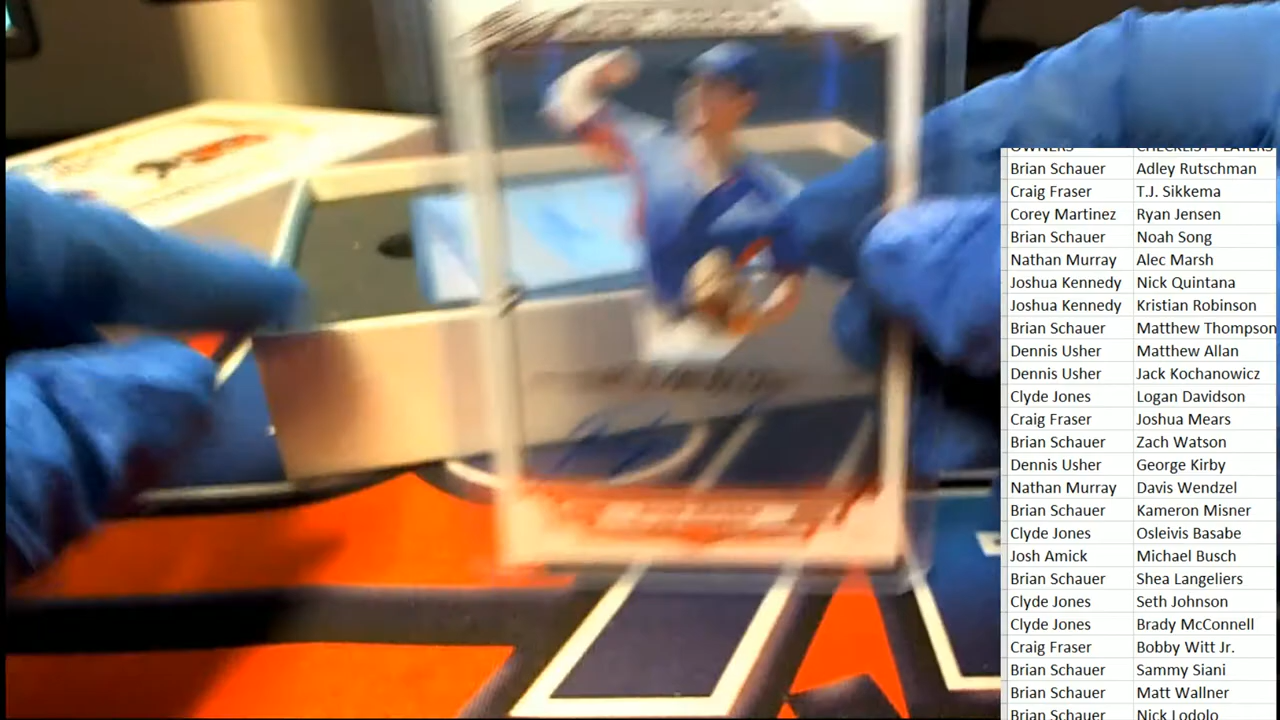 OWNERS CHECKLIST PLAYERS
Brian Schauer Adley Rutschman
Craig Fraser T.J. Sikkema
Corey Martinez Ryan Jensen
Brian Schauer Noah Song
Nathan Murray Alec Marsh
Joshua Kennedy Nick Quintana
Joshua Kennedy Kristian Robinson
Brian Schauer Matthew Thompson
Dennis Usher Matthew Allan
Dennis Usher Jack Kochanowicz
Clyde Jones Logan Davidson
Craig Fraser Joshua Mears
Brian Schauer Zach Watson
Dennis Usher George Kirby
Nathan Murray Davis Wendzel
Brian Schauer Kameron Misner
Clyde Jones Osleivis Basabe
Josh Amick Michael Busch
Brian Schauer Shea Langeliers
Clyde Jones Seth Johnson
Clyde Jones Brady McConnell
Craig Fraser Bobby Witt Jr.
Brian Schauer Sammy Siani
Brian Schauer Matt Wallner
Brian Schauer Nick Lodolo